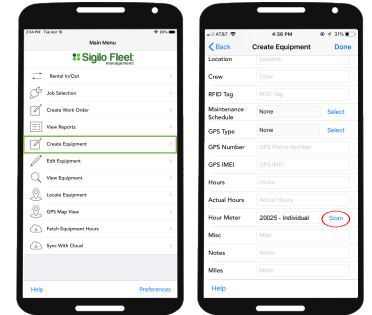 2:34 PM Tue Apr 16
93%
Main Menu
Sigilo Fleet
management
Rental In/Out
Job Selection
Create Work Order
View Reports
Create Equipment
Edit Equipment
View Equipment
Locate Equipment
GPS Map View
Fetch Equipment Hours
Sync With Cloud
Help
Preferences
AT&T
4:36 PM
31%
Back
Create Equipment
Done
Location
Location
Crew
Crew
RFID Tag
RFID Tag
Maintenance
Schedule
None
Select
GPS Type
None
Select
GPS Number
GPS Phone Number
GPS IMEI
GPS IMEI
Hours
Hours
Actual Hours
Actual Hours
Hour Meter
20025 - Individual
Scan
Misc
Misc
Notes
Notes
Miles
Miles
Help